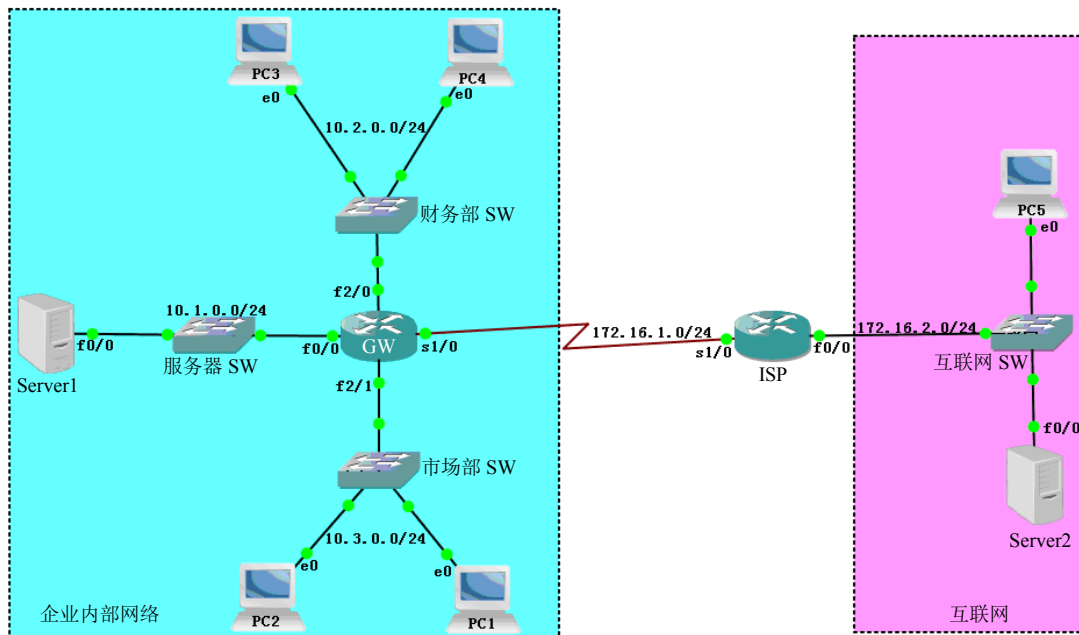 PC3
e0
PC4
e0
10.2.0.0/24
财务部 SW
f2/0
10.1.0.0/24
f0/0
Server1
服务器 SW
f0/0
GW
s1/0
f2/1
市场部 SW
10.3.0.0/24
e0
PC2
e0
PC1
企业内部网络
172.16.1.0/24
s1/0
ISP
f0/0
172.16.2.0/24
PC5
e0
互联网 SW
f0/0
Server2
互联网